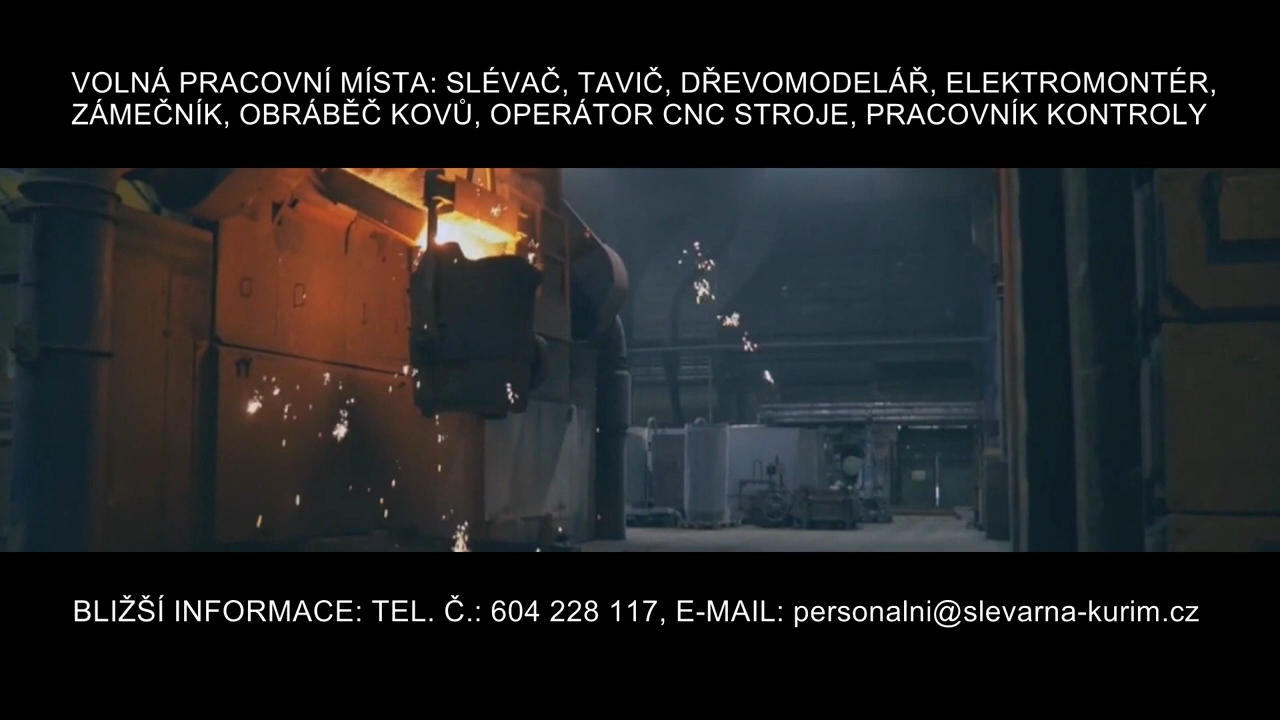 VOLNÁ PRACOVNÍ MÍSTA: SLÉVAČ, TAVIČ, DŘEVOMODELÁŘ, ELEKTROMONTÉR,
ZÁMEČNÍK, OBRÁBĚČ KOVŮ, OPERÁTOR CNC STROJE, PRACOVNÍK KONTROLY
BLIŽŠÍ INFORMACE: TEL. Č.: 604 228 117, E-MAIL: personalni@slevarna-kurim.cz